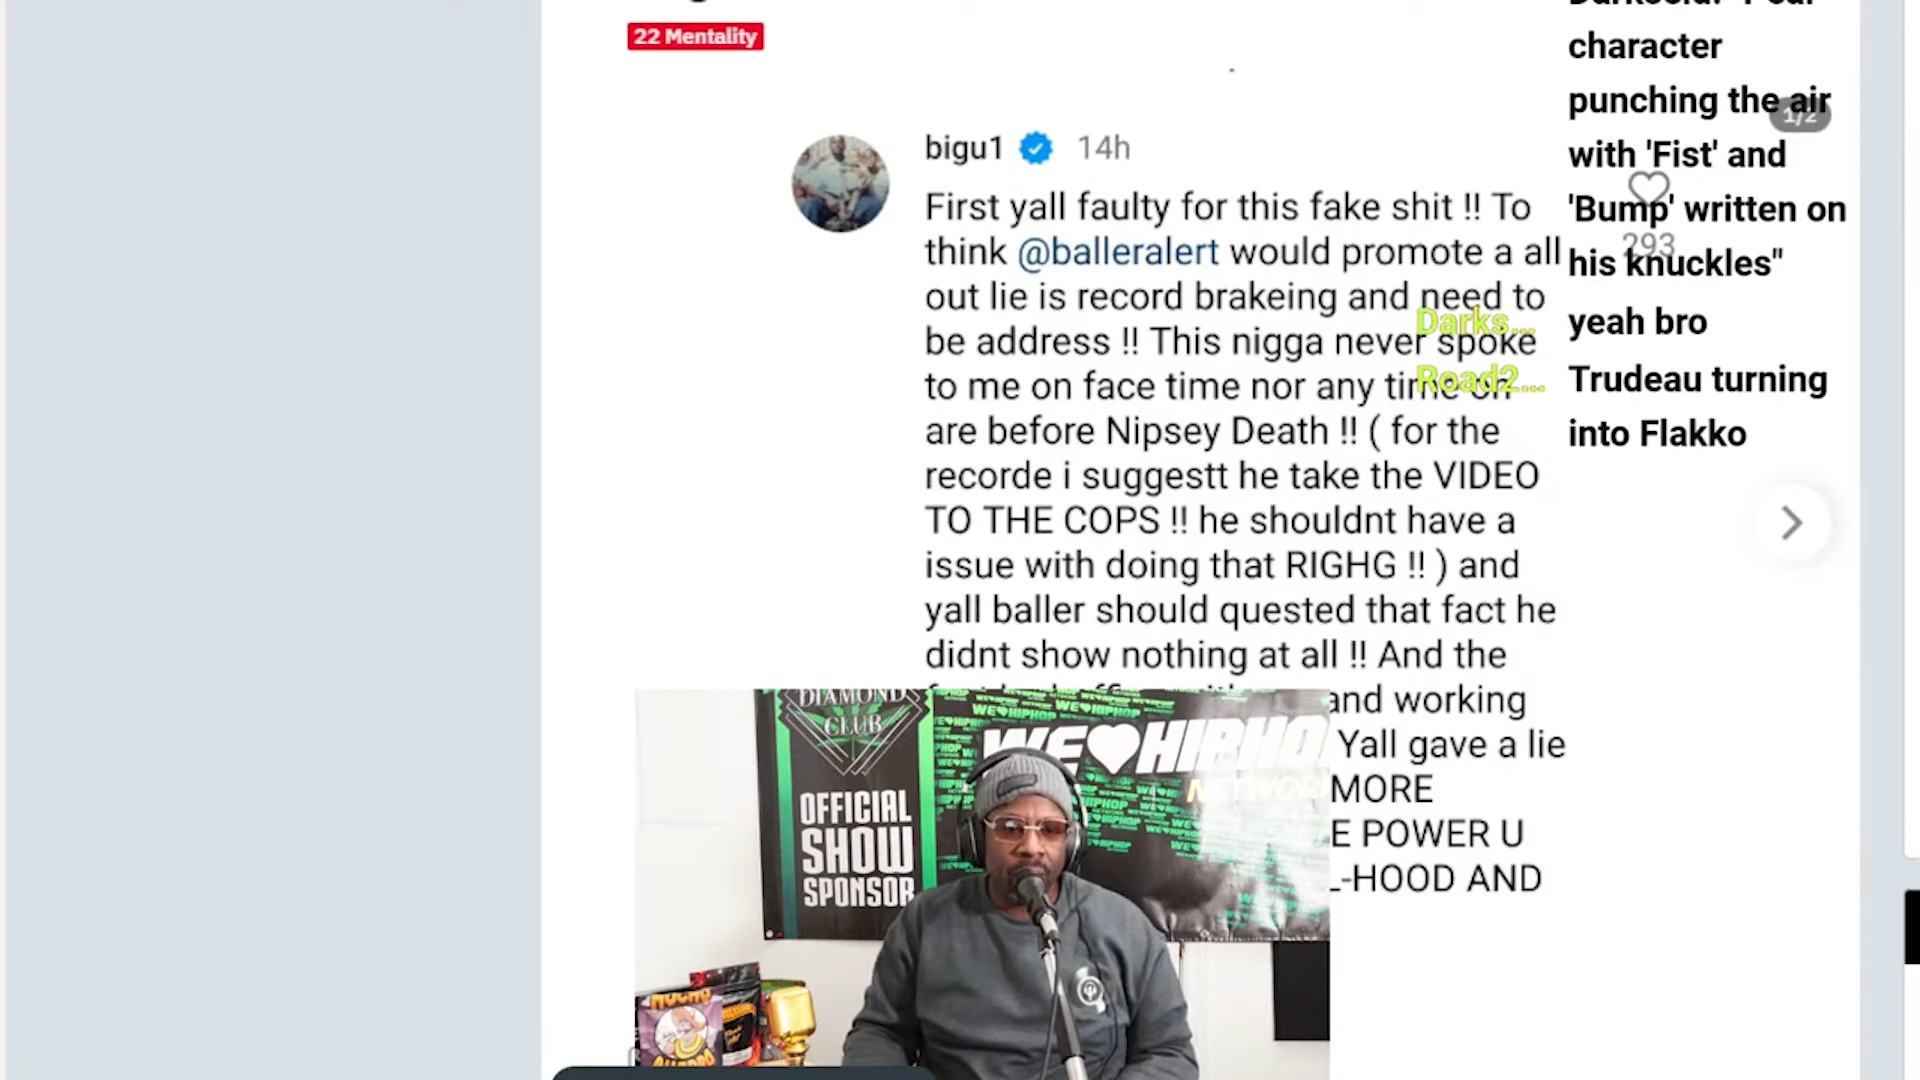 22 Mentality
character
punching the air
with 'Fist' and
'Bump' written on
his knuckles"
yeah bro
Trudeau turning
into Flakko
1/2
293
Darks...
Road2...
bigu1 14h
First yall faulty for this fake shit !! To
think @balleralert would promote a all
out lie is record brakeing and need to
be address !! This nigga never spoke
to me on face time nor any time on
are before Nipsey Death !! ( for the
recorde i suggestt he take the VIDEO
TO THE COPS !! he shouldnt have a
issue with doing that RIGHG !! ) and
yall baller should quested that fact he
didnt show nothing at all !! And the
and working
Yall gave a lie
MORE
POWER U
-HOOD AND
DIAMOND
CLUB
OFFICIAL
SHOW
SPONSOR
WE HIPHOP